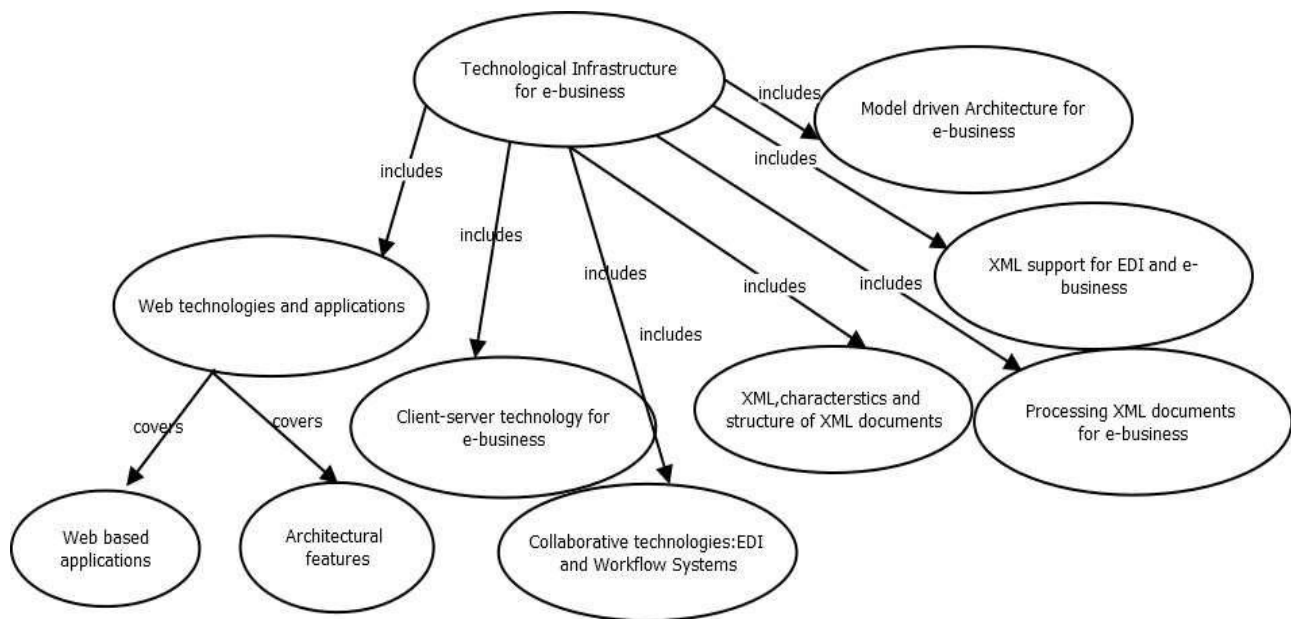 Technological Infrastructure
for e-business
includes
Model driven Architecture for
e-business
includes
includes
includes
XML support for EDI and e-
business
includes
includes
includes
includes
Web technologies and applications
XML,characterstics and
structure of XML documents
Processing XML documents
for e-business
Client-server technology for
e-business
covers
covers
Web based
applications
Architectural
features
Collaborative technologies:EDI
and Workflow Systems